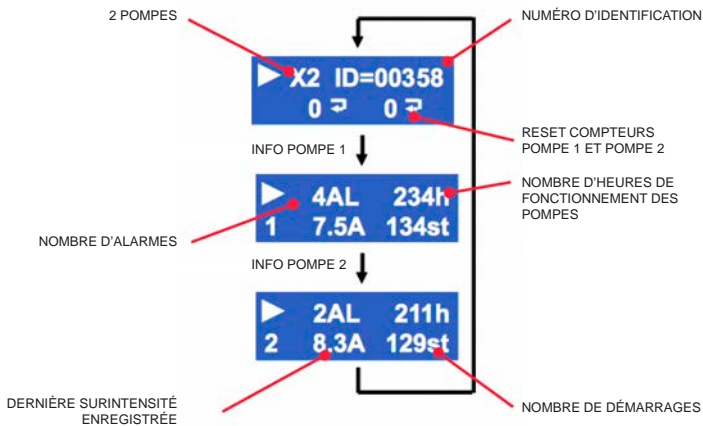 2 POMPES
NUMÉRO D'IDENTIFICATION
X2 ID=00358
0 0
RESET COMPTEURS
POMPE 1 ET POMPE 2
INFO POMPE 1
4AL 234h
1 7.5A 134st
NOMBRE D'HEURES DE
FONCTIONNEMENT DES
POMPES
NOMBRE D'ALARMES
INFO POMPE 2
2AL 211h
2 8.3A 129st
DERNIÈRE SURINTENSITÉ
ENREGISTRÉE
NOMBRE DE DÉMARRAGES